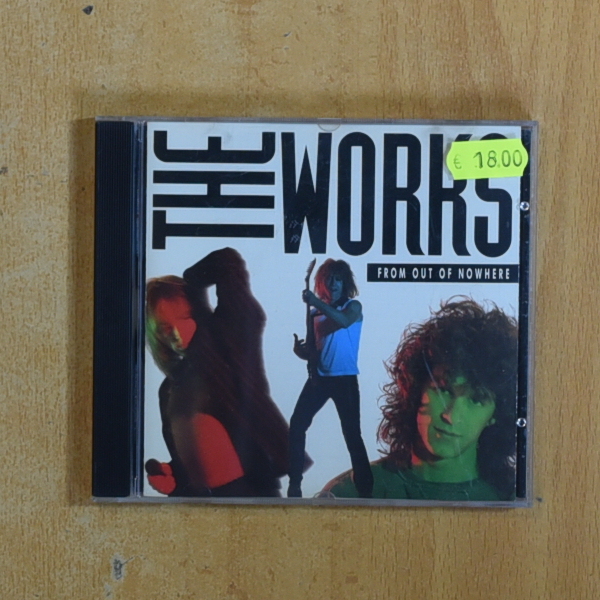 THE WORKS
FROM OUT OF NOWHERE
€ 18.00